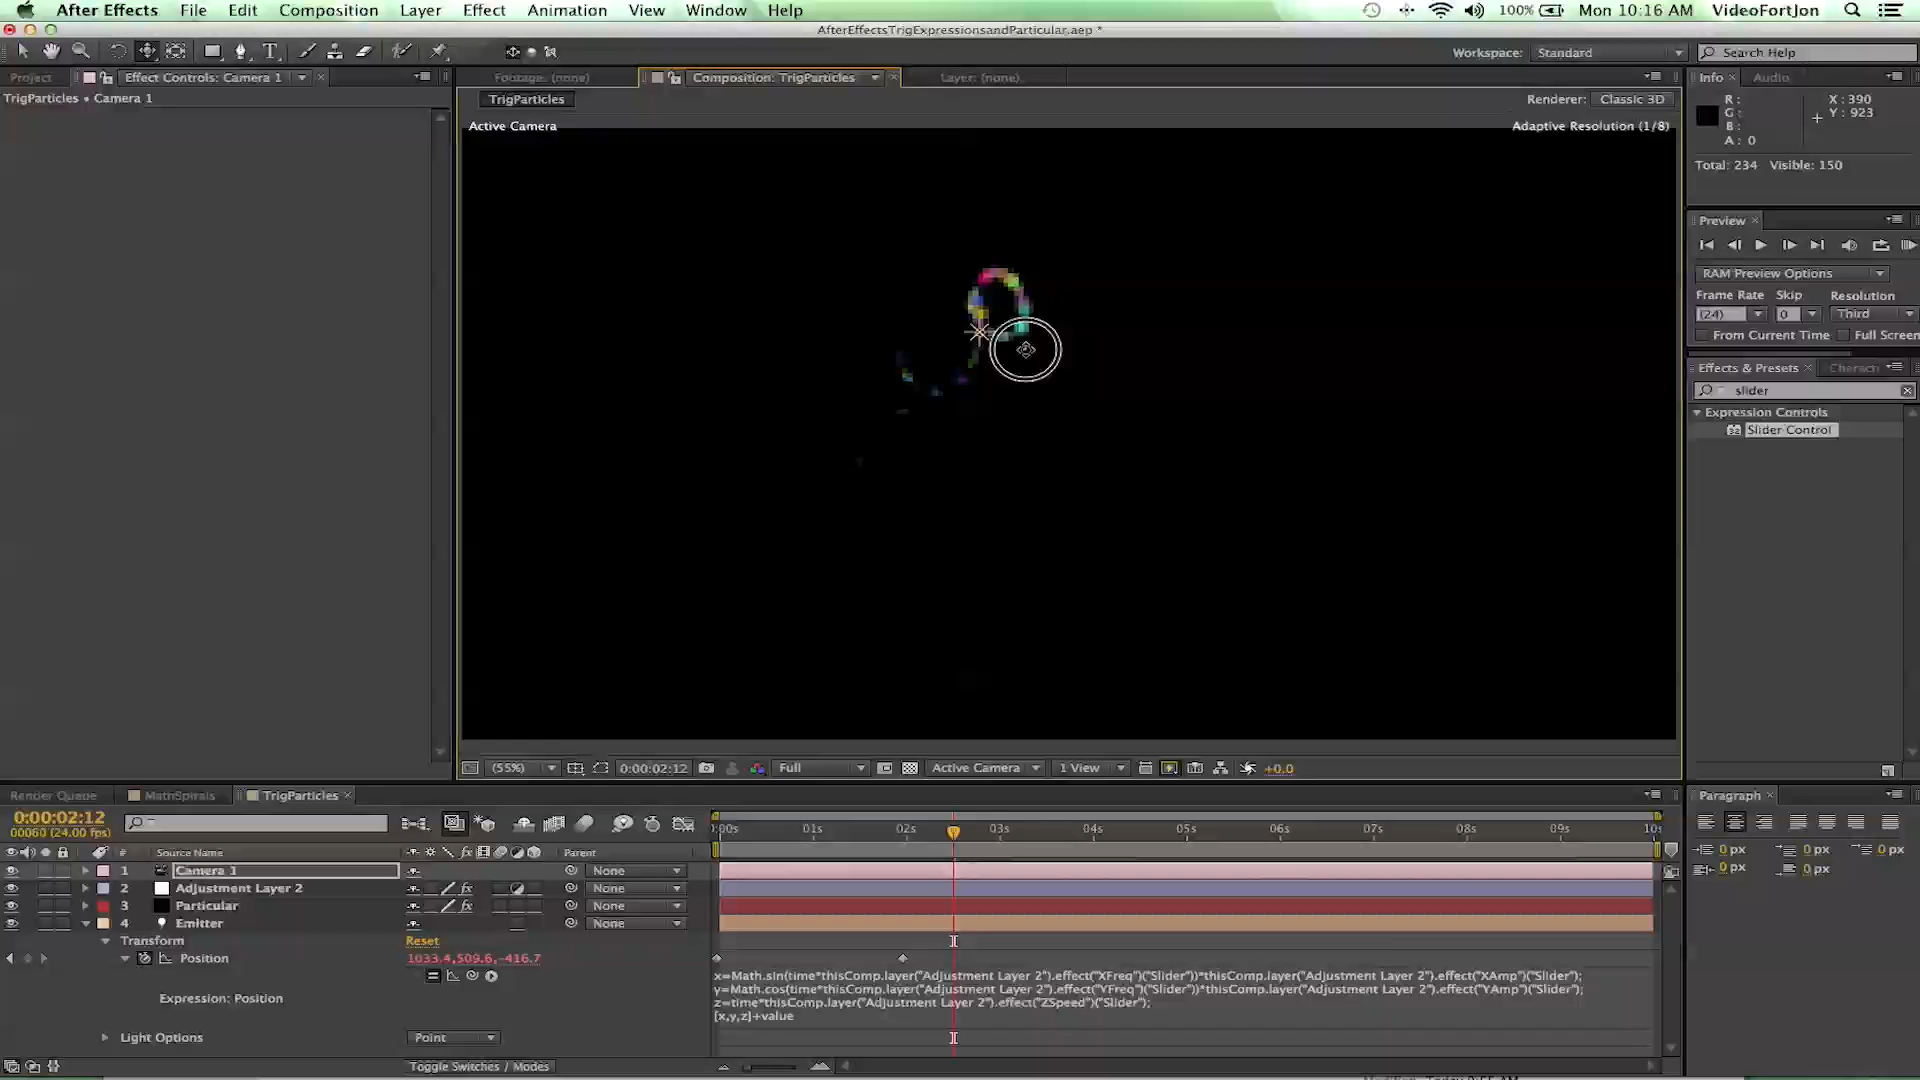 After Effects File Edit Composition Layer Effect Animation View Window Help 100% Mon 10:16 AM VideoFortJon
AfterEffectsTrigExpressionsandParticular.aep *
Workspace: Standard Search Help
Project Effect Controls: Camera 1 Footage: (none) Composition: TrigParticles Layer: (none) Info Audio
TrigParticles • Camera 1
TrigParticles Renderer: Classic 3D
Active Camera Adaptive Resolution (1/8)
R: X: 390
G: Y: 923
B:
A: 0
Total: 234 Visible: 150
Preview
RAM Preview Options
Frame Rate Skip Resolution
(24) 0 Third
From Current Time Full Screen
Effects & Presets Charact
slider
Expression Controls
Slider Control
(55%) 0:00:02:12 Full Active Camera 1 View +0.0
Render Queue MathSpirals TrigParticles Paragraph
0:00:02:12
00060 (24.00 fps)
:00s 01s 02s 03s 04s 05s 06s 07s 08s 09s 10s
# Source Name Parent
0 px 0 px 0 px
0 px 0 px
1 Camera 1 None
2 Adjustment Layer 2 None
3 Particular None
4 Emitter None
Transform Reset
Position 1033.4,509.6,-416.7
Expression: Position
x=Math.sin(time*thisComp.layer("Adjustment Layer 2").effect("XFreq")("Slider"))*thisComp.layer("Adjustment Layer 2").effect("XAmp")("Slider");
y=Math.cos(time*thisComp.layer("Adjustment Layer 2").effect("YFreq")("Slider"))*thisComp.layer("Adjustment Layer 2").effect("YAmp")("Slider");
z=time*thisComp.layer("Adjustment Layer 2").effect("ZSpeed")("Slider");
[x,y,z]+value
Light Options Point
Toggle Switches / Modes